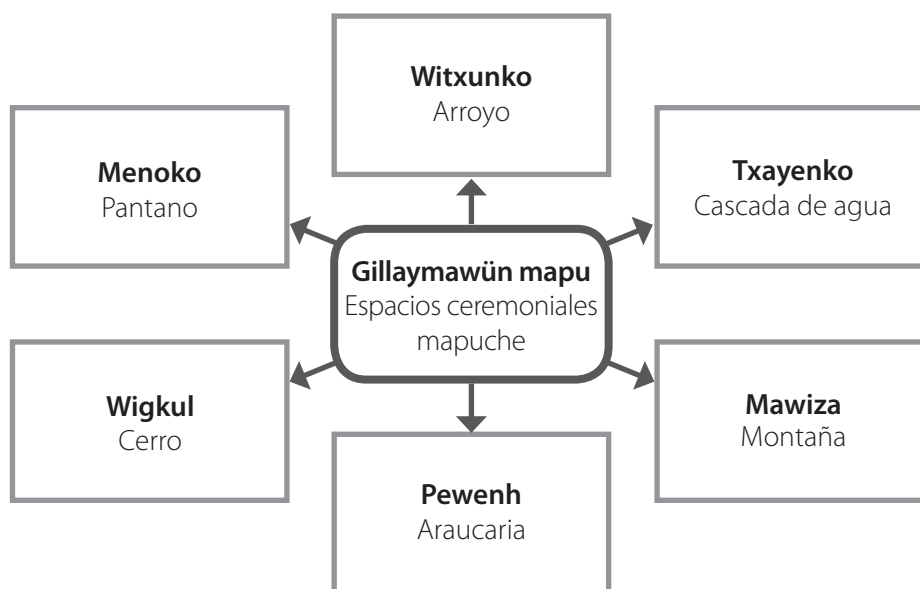 Witxunko
Arroyo
Menoko
Pantano
Txayenko
Cascada de agua
Gillaymawün mapu
Espacios ceremoniales
mapuche
Wigkul
Cerro
Mawiza
Montaña
Pewenh
Araucaria